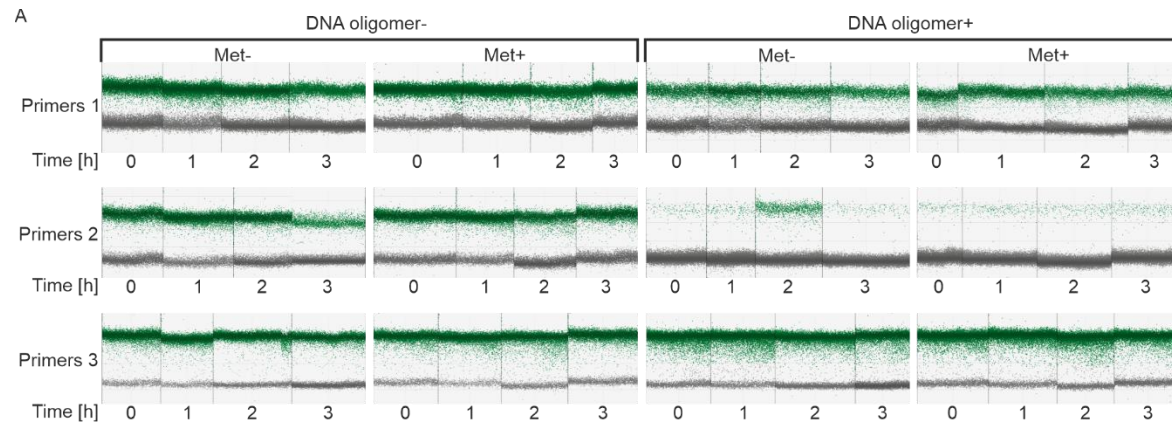 A
DNA oligomer- DNA oligomer+
Met- Met+ Met- Met+
Primers 1
Time [h] 0 1 2 3 0 1 2 3 0 1 2 3 0 1 2 3
Primers 2
Time [h] 0 1 2 3 0 1 2 3 0 1 2 3 0 1 2 3
Primers 3
Time [h] 0 1 2 3 0 1 2 3 0 1 2 3 0 1 2 3